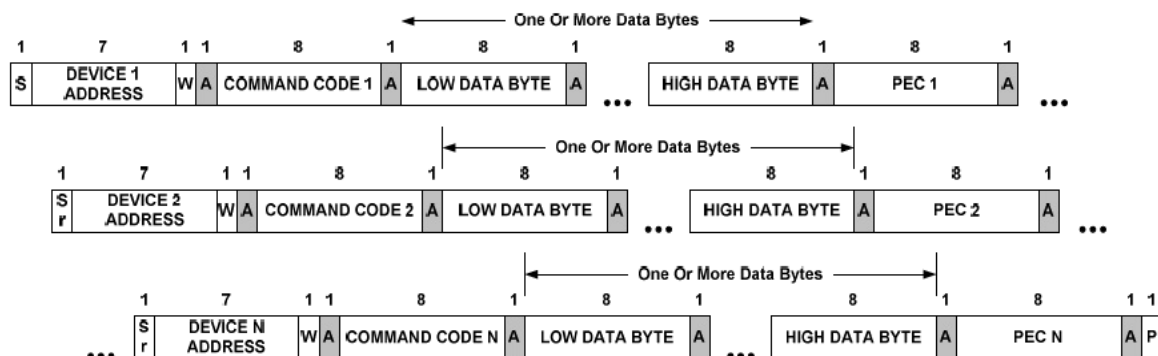 One Or More Data Bytes
1 7 1 1 8 1 8 1 8 1 8 1
S DEVICE 1 ADDRESS W A COMMAND CODE 1 A LOW DATA BYTE A ... HIGH DATA BYTE A PEC 1 A ...
One Or More Data Bytes
1 7 1 1 8 1 8 1 8 1 8 1
Sr DEVICE 2 ADDRESS W A COMMAND CODE 2 A LOW DATA BYTE A ... HIGH DATA BYTE A PEC 2 A ...
One Or More Data Bytes
1 7 1 1 8 1 8 1 8 1 8 1 1
... Sr DEVICE N ADDRESS W A COMMAND CODE N A LOW DATA BYTE A ... HIGH DATA BYTE A PEC N A P